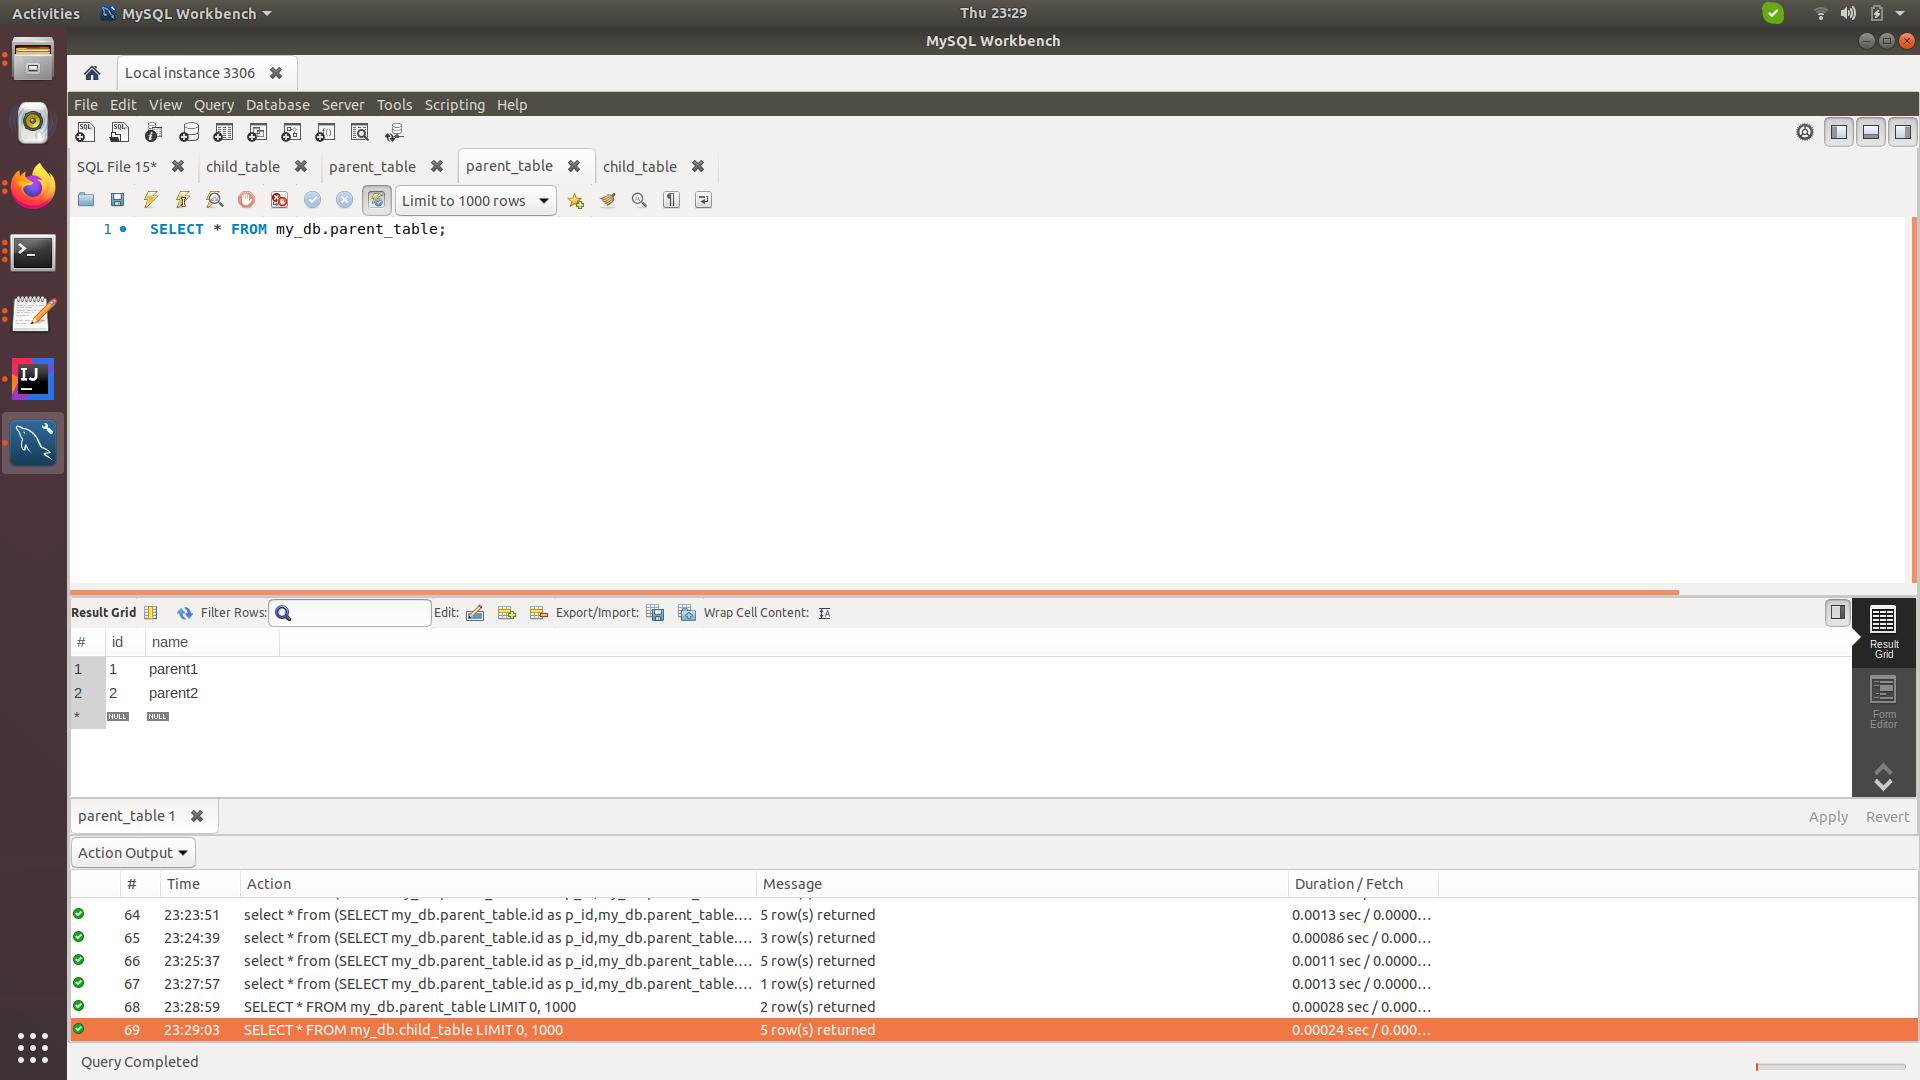 Activities MySQL Workbench Thu 23:29
MySQL Workbench
Local instance 3306
File Edit View Query Database Server Tools Scripting Help
SQL File 15* child_table parent_table parent_table child_table
Limit to 1000 rows
1 SELECT * FROM my_db.parent_table;
Result Grid Filter Rows: Edit: Export/Import: Wrap Cell Content:
Result
Grid
Form
Editor
# id name
1 1 parent1
2 2 parent2
* NULL NULL
parent_table 1 Apply Revert
Action Output
# Time Action Message Duration / Fetch
64 23:23:51 select * from (SELECT my_db.parent_table.id as p_id,my_db.parent_table.... 5 row(s) returned 0.0013 sec / 0.0000...
65 23:24:39 select * from (SELECT my_db.parent_table.id as p_id,my_db.parent_table.... 3 row(s) returned 0.00086 sec / 0.000...
66 23:25:37 select * from (SELECT my_db.parent_table.id as p_id,my_db.parent_table.... 5 row(s) returned 0.0011 sec / 0.000...
67 23:27:57 select * from (SELECT my_db.parent_table.id as p_id,my_db.parent_table.... 1 row(s) returned 0.0013 sec / 0.000...
68 23:28:59 SELECT * FROM my_db.parent_table LIMIT 0, 1000 2 row(s) returned 0.00028 sec / 0.000...
69 23:29:03 SELECT * FROM my_db.child_table LIMIT 0, 1000 5 row(s) returned 0.00024 sec / 0.000...
Query Completed